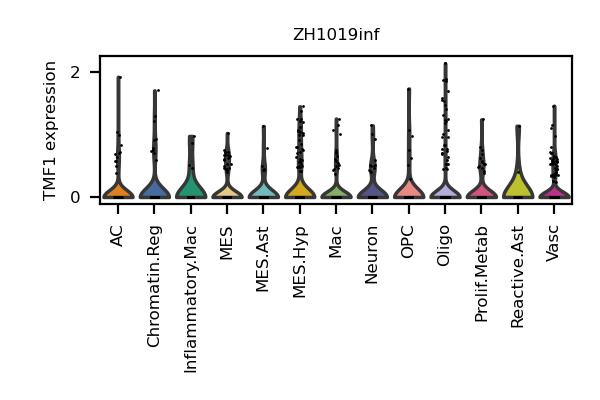 ZH1019inf
TMF1 expression
2
0
AC
Chromatin.Reg
Inflammatory.Mac
MES
MES.Ast
MES.Hyp
Mac
Neuron
OPC
Oligo
Prolif.Metab
Reactive.Ast
Vasc